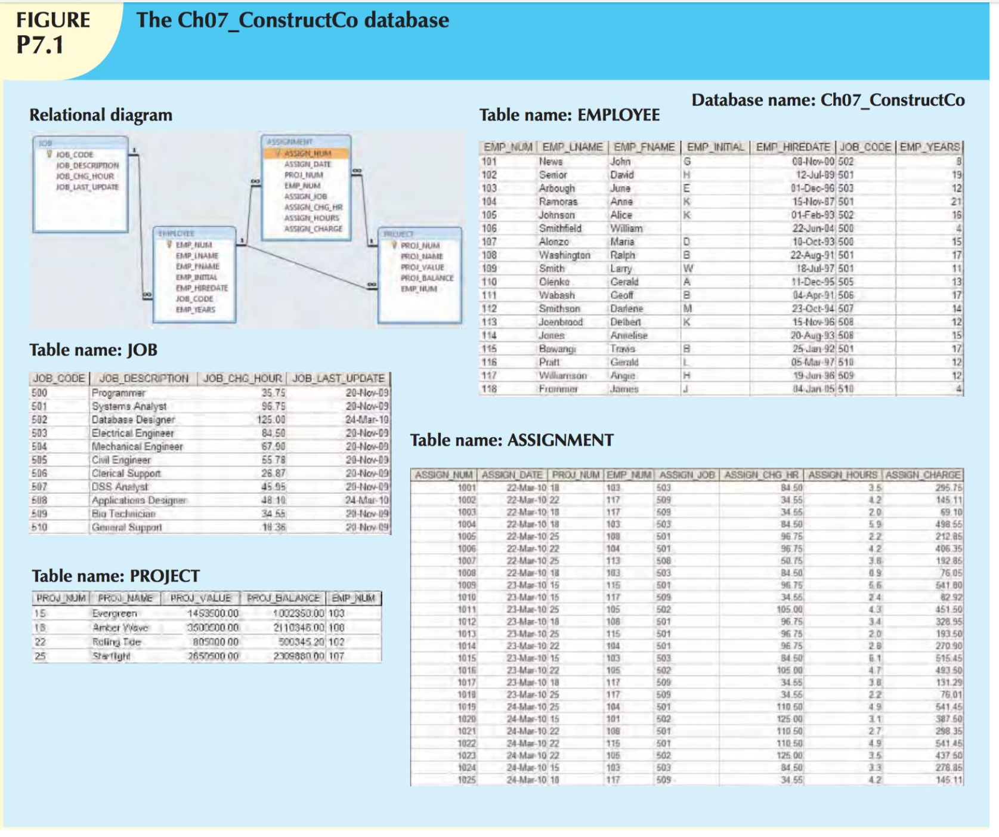 FIGURE
P7.1
The Ch07_ConstructCo database
Database name: Ch07_ConstructCo
Relational diagram
JOB
JOB_CODE
JOB_DESCRIPTION
JOB_CHG_HOUR
JOB_LAST_UPDATE
1
∞
EMPLOYEE
EMP_NUM
EMP_LNAME
EMP_FNAME
EMP_INITIAL
EMP_HIREDATE
JOB_CODE
EMP_YEARS
1
∞
ASSIGNMENT
ASSIGN_NUM
ASSIGN_DATE
PROJ_NUM
EMP_NUM
ASSIGN_JOB
ASSIGN_CHG_HR
ASSIGN_HOURS
ASSIGN_CHARGE
∞
1
∞
PROJECT
PROJ_NUM
PROJ_NAME
PROJ_VALUE
PROJ_BALANCE
EMP_NUM
Table name: EMPLOYEE
EMP_NUM EMP_LNAME EMP_FNAME EMP_INITIAL EMP_HIREDATE JOB_CODE EMP_YEARS
101 News John G 08-Nov-00 502 8
102 Senior David H 12-Jul-89 501 19
103 Arbough June E 01-Dec-96 503 12
104 Ramoras Anne K 15-Nov-87 501 21
105 Johnson Alice K 01-Feb-93 502 16
106 Smithfield William 22-Jun-04 500 4
107 Alonzo Maria D 10-Oct-93 500 15
108 Washington Ralph B 22-Aug-91 501 17
109 Smith Larry W 18-Jul-97 501 11
110 Olenko Gerald A 11-Dec-95 505 13
111 Wabash Geoff B 04-Apr-91 506 17
112 Smithson Darlene M 23-Oct-94 507 14
113 Joenbrood Delbert K 15-Nov-96 508 12
114 Jones Annelise 20-Aug-93 508 15
115 Bawangi Travis B 25-Jan-92 501 17
116 Pratt Gerald L 05-Mar-97 510 12
117 Williamson Angie H 19-Jun-96 509 12
118 Frommer James J 04-Jan-05 510 4
Table name: JOB
JOB_CODE JOB_DESCRIPTION JOB_CHG_HOUR JOB_LAST_UPDATE
500 Programmer 35.75 20-Nov-09
501 Systems Analyst 96.75 20-Nov-09
502 Database Designer 125.00 24-Mar-10
503 Electrical Engineer 84.50 20-Nov-09
504 Mechanical Engineer 67.90 20-Nov-09
505 Civil Engineer 55.78 20-Nov-09
506 Clerical Support 26.87 20-Nov-09
507 DSS Analyst 45.95 20-Nov-09
508 Applications Designer 48.10 24-Mar-10
509 Bio Technician 34.55 20-Nov-09
510 General Support 18.36 20-Nov-09
Table name: PROJECT
PROJ_NUM PROJ_NAME PROJ_VALUE PROJ_BALANCE EMP_NUM
15 Evergreen 1453500.00 1002350.00 103
18 Amber Wave 3500500.00 2110346.00 108
22 Rolling Tide 805000.00 500345.20 102
25 Starflight 2650500.00 2309880.00 107
Table name: ASSIGNMENT
ASSIGN_NUM ASSIGN_DATE PROJ_NUM EMP_NUM ASSIGN_JOB ASSIGN_CHG_HR ASSIGN_HOURS ASSIGN_CHARGE
1001 22-Mar-10 18 103 503 84.50 3.5 295.75
1002 22-Mar-10 22 117 509 34.55 4.2 145.11
1003 22-Mar-10 18 117 509 34.55 2.0 69.10
1004 22-Mar-10 18 103 503 84.50 5.9 498.55
1005 22-Mar-10 25 108 501 96.75 2.2 212.85
1006 22-Mar-10 22 104 501 96.75 4.2 406.35
1007 22-Mar-10 25 113 508 50.75 3.8 192.85
1008 22-Mar-10 18 103 503 84.50 0.9 76.05
1009 23-Mar-10 15 115 501 96.75 5.6 541.80
1010 23-Mar-10 15 117 509 34.55 2.4 82.92
1011 23-Mar-10 25 105 502 105.00 4.3 451.50
1012 23-Mar-10 18 108 501 96.75 3.4 328.95
1013 23-Mar-10 25 115 501 96.75 2.0 193.50
1014 23-Mar-10 22 104 501 96.75 2.8 270.90
1015 23-Mar-10 15 103 503 84.50 6.1 515.45
1016 23-Mar-10 22 105 502 105.00 4.7 493.50
1017 23-Mar-10 18 117 509 34.55 3.8 131.29
1018 23-Mar-10 25 117 509 34.55 2.2 76.01
1019 24-Mar-10 25 104 501 110.50 4.9 541.45
1020 24-Mar-10 15 101 502 125.00 3.1 387.50
1021 24-Mar-10 22 108 501 110.50 2.7 298.35
1022 24-Mar-10 22 115 501 110.50 4.9 541.45
1023 24-Mar-10 22 105 502 125.00 3.5 437.50
1024 24-Mar-10 15 103 503 84.50 3.3 278.85
1025 24-Mar-10 18 117 509 34.55 4.2 145.11